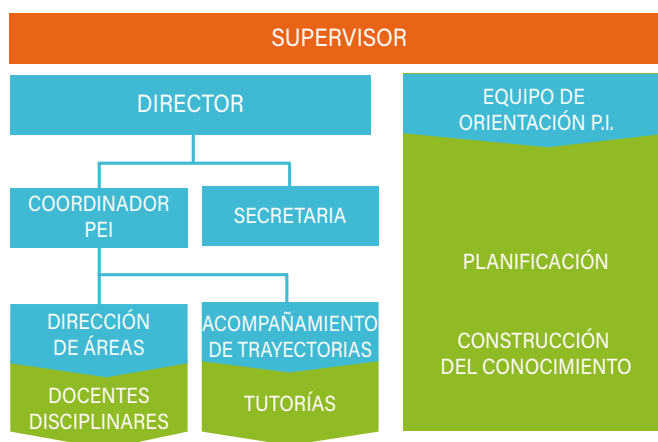 SUPERVISOR
DIRECTOR
EQUIPO DE
ORIENTACIÓN P.I.
COORDINADOR
PEI
SECRETARIA
PLANIFICACIÓN
CONSTRUCCIÓN
DEL CONOCIMIENTO
DIRECCIÓN
DE ÁREAS
ACOMPAÑAMIENTO
DE TRAYECTORIAS
DOCENTES
DISCIPLINARES
TUTORÍAS